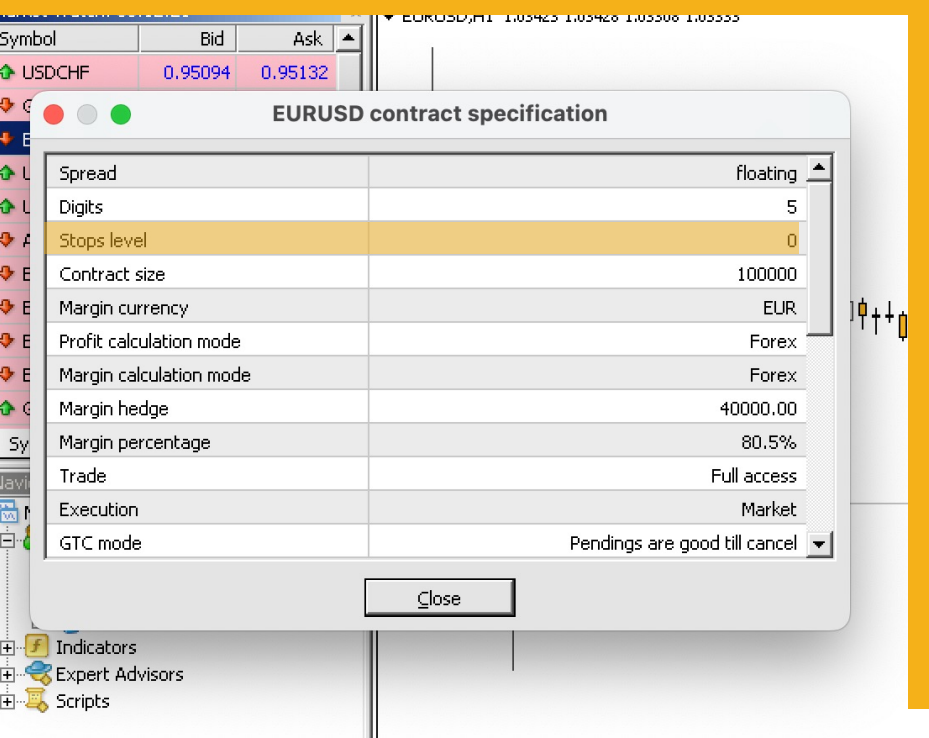 EURUSD,H1 1.03423 1.03428 1.03308 1.03333
Symbol Bid Ask
USDCHF 0.95094 0.95132
EURUSD contract specification
Spread floating
Digits 5
Stops level 0
Contract size 100000
Margin currency EUR
Profit calculation mode Forex
Margin calculation mode Forex
Margin hedge 40000.00
Margin percentage 80.5%
Trade Full access
Execution Market
GTC mode Pendings are good till cancel
Close
Indicators
Expert Advisors
Scripts